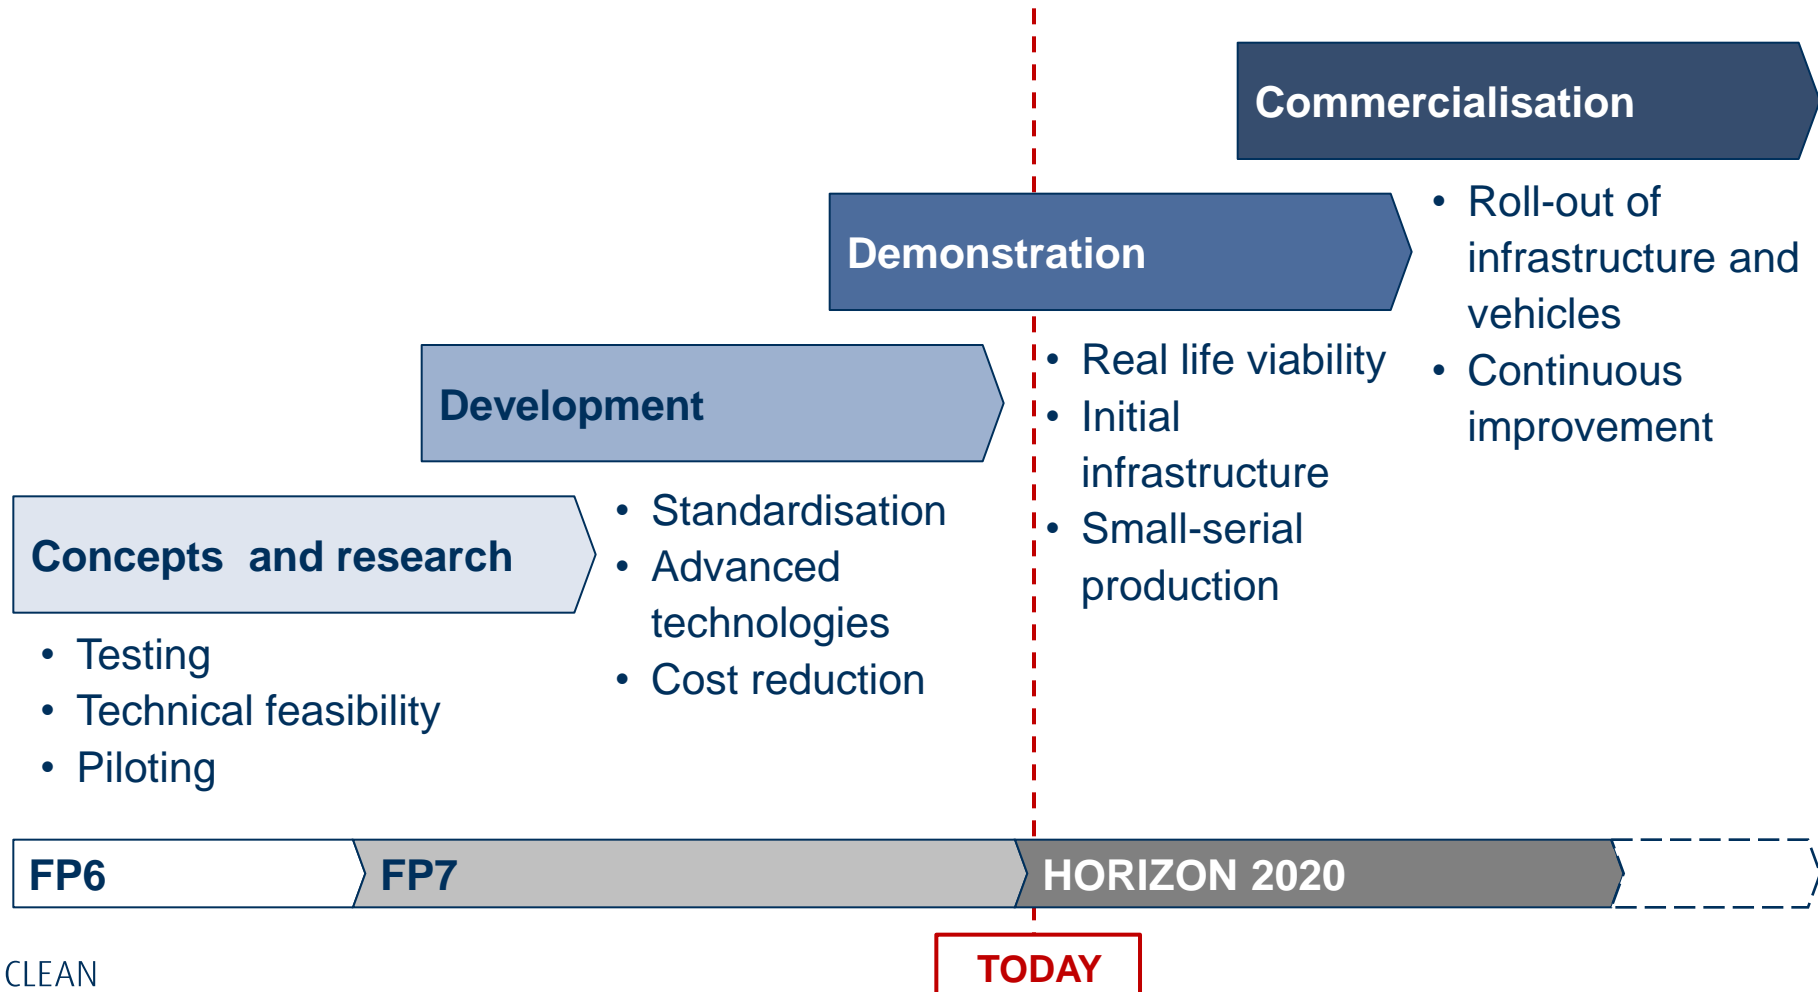 Commercialisation
• Roll-out of
infrastructure and
vehicles
• Continuous
improvement
Demonstration
• Real life viability
• Initial
infrastructure
• Small-serial
production
Development
• Standardisation
• Advanced
technologies
• Cost reduction
Concepts and research
• Testing
• Technical feasibility
• Piloting
FP6
FP7
HORIZON 2020
TODAY
CLEAN